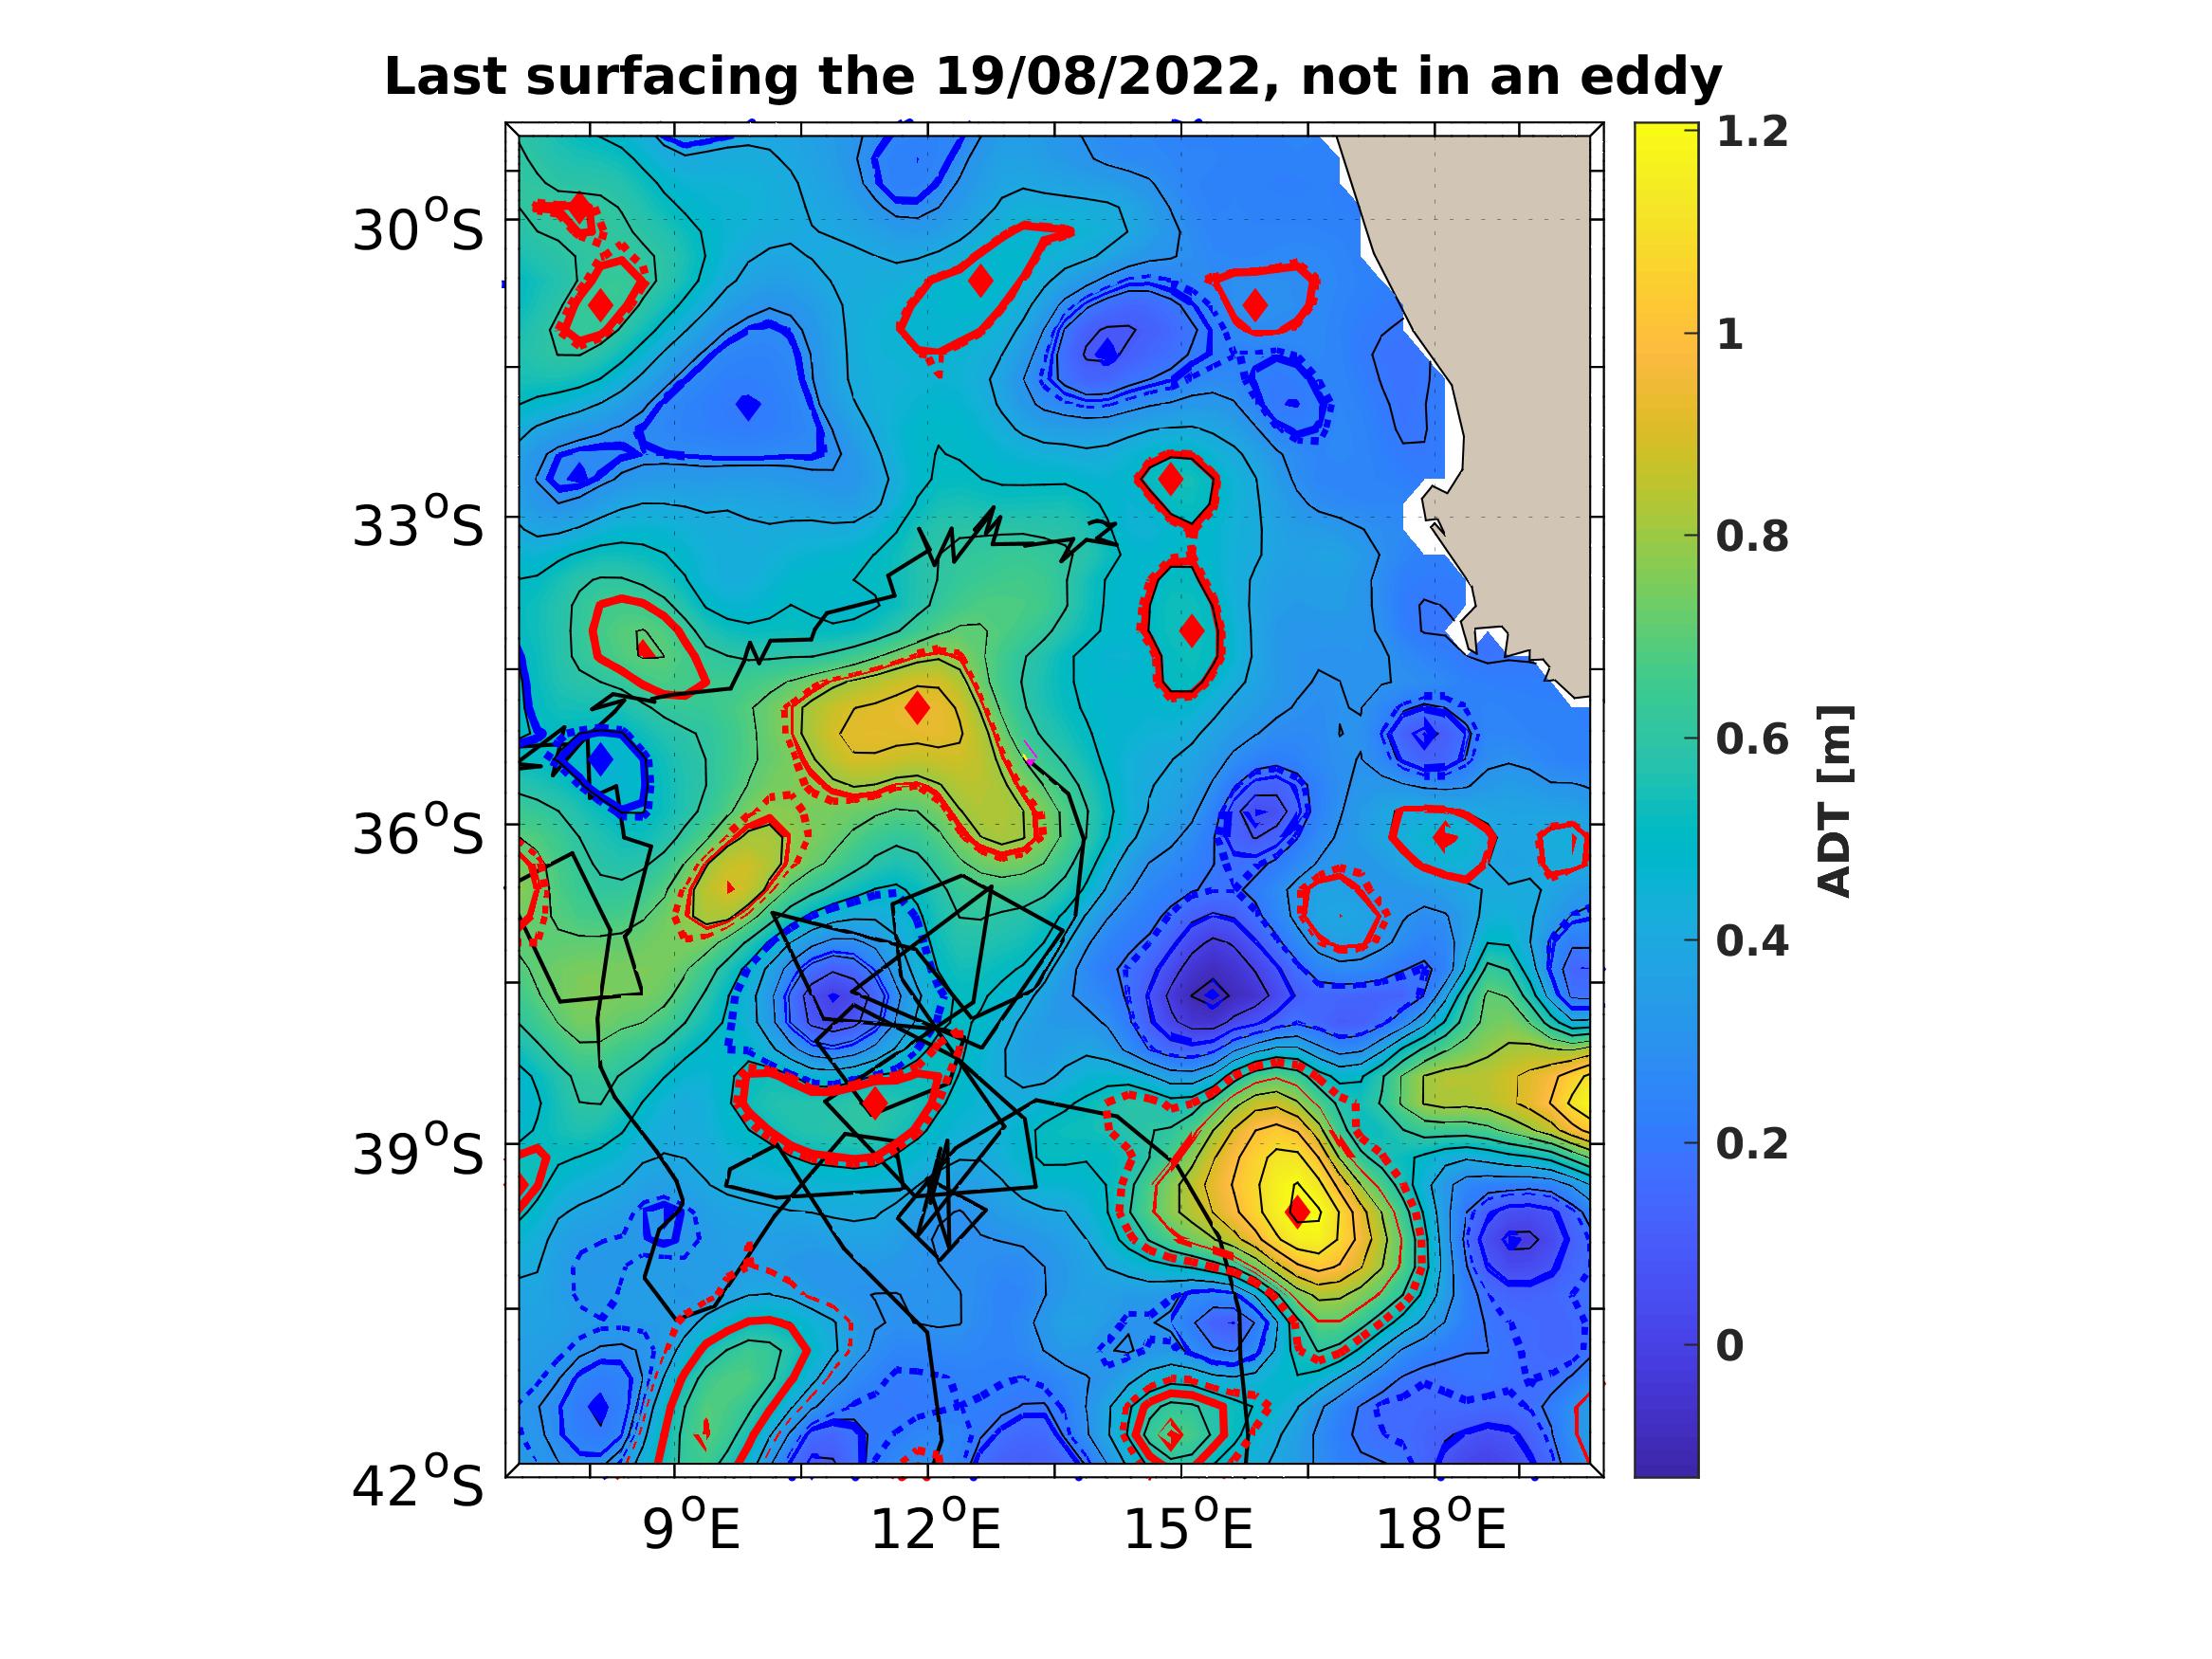 Last surfacing the 19/08/2022, not in an eddy
30°S
33°S
36°S
39°S
42°S
9°E
12°E
15°E
18°E
1.2
1
0.8
0.6
0.4
0.2
0
ADT [m]